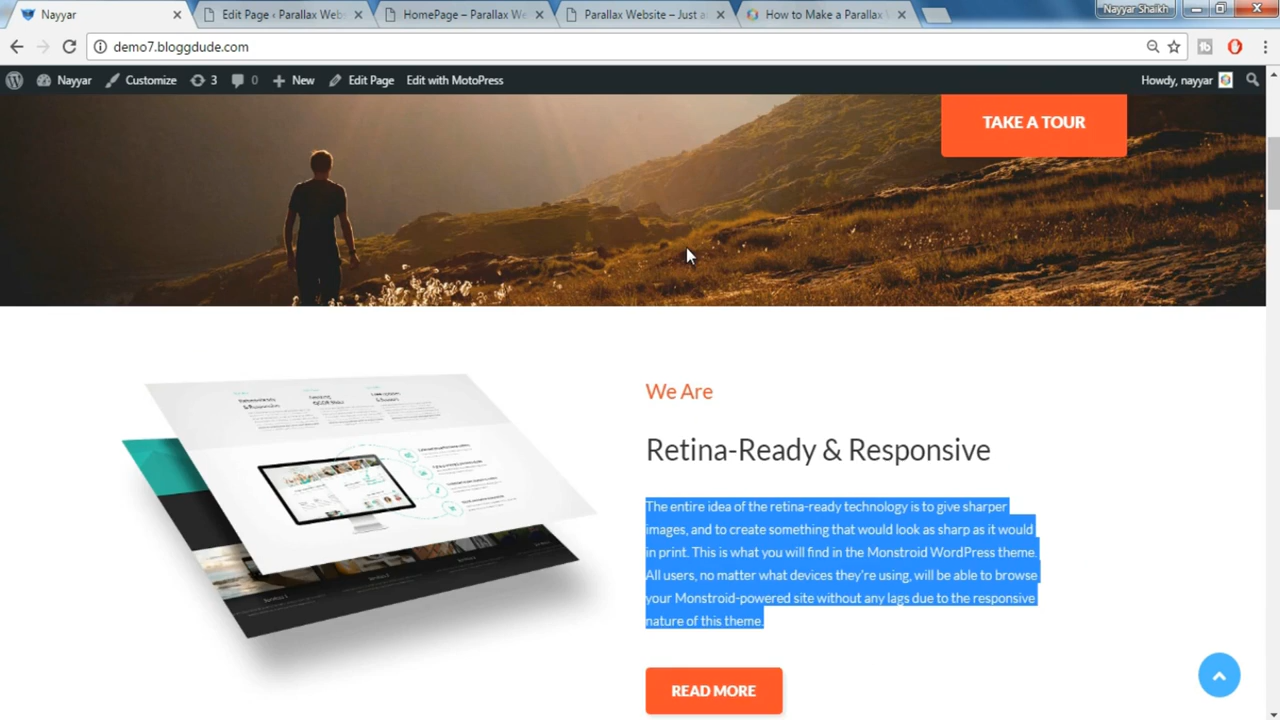 Nayyar
Edit Page ‹ Parallax Webs
HomePage – Parallax We
Parallax Website – Just a
How to Make a Parallax
Nayyar Shaikh
demo7.bloggdude.com
Nayyar
Customize
3
0
New
Edit Page
Edit with MotoPress
Howdy, nayyar
TAKE A TOUR
We Are
Retina-Ready & Responsive
The entire idea of the retina-ready technology is to give sharper
images, and to create something that would look as sharp as it would
in print. This is what you will find in the Monstroid WordPress theme.
All users, no matter what devices they're using, will be able to browse
your Monstroid-powered site without any lags due to the responsive
nature of this theme.
READ MORE